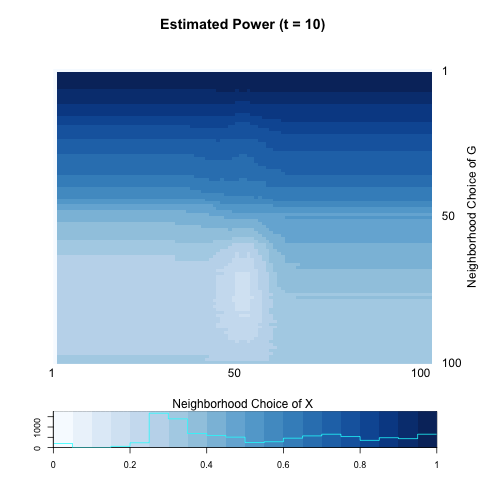 Estimated Power (t = 10)
1
Neighborhood Choice of G
50
100
1 50 100
Neighborhood Choice of X
0 1000
0 0.2 0.4 0.6 0.8 1